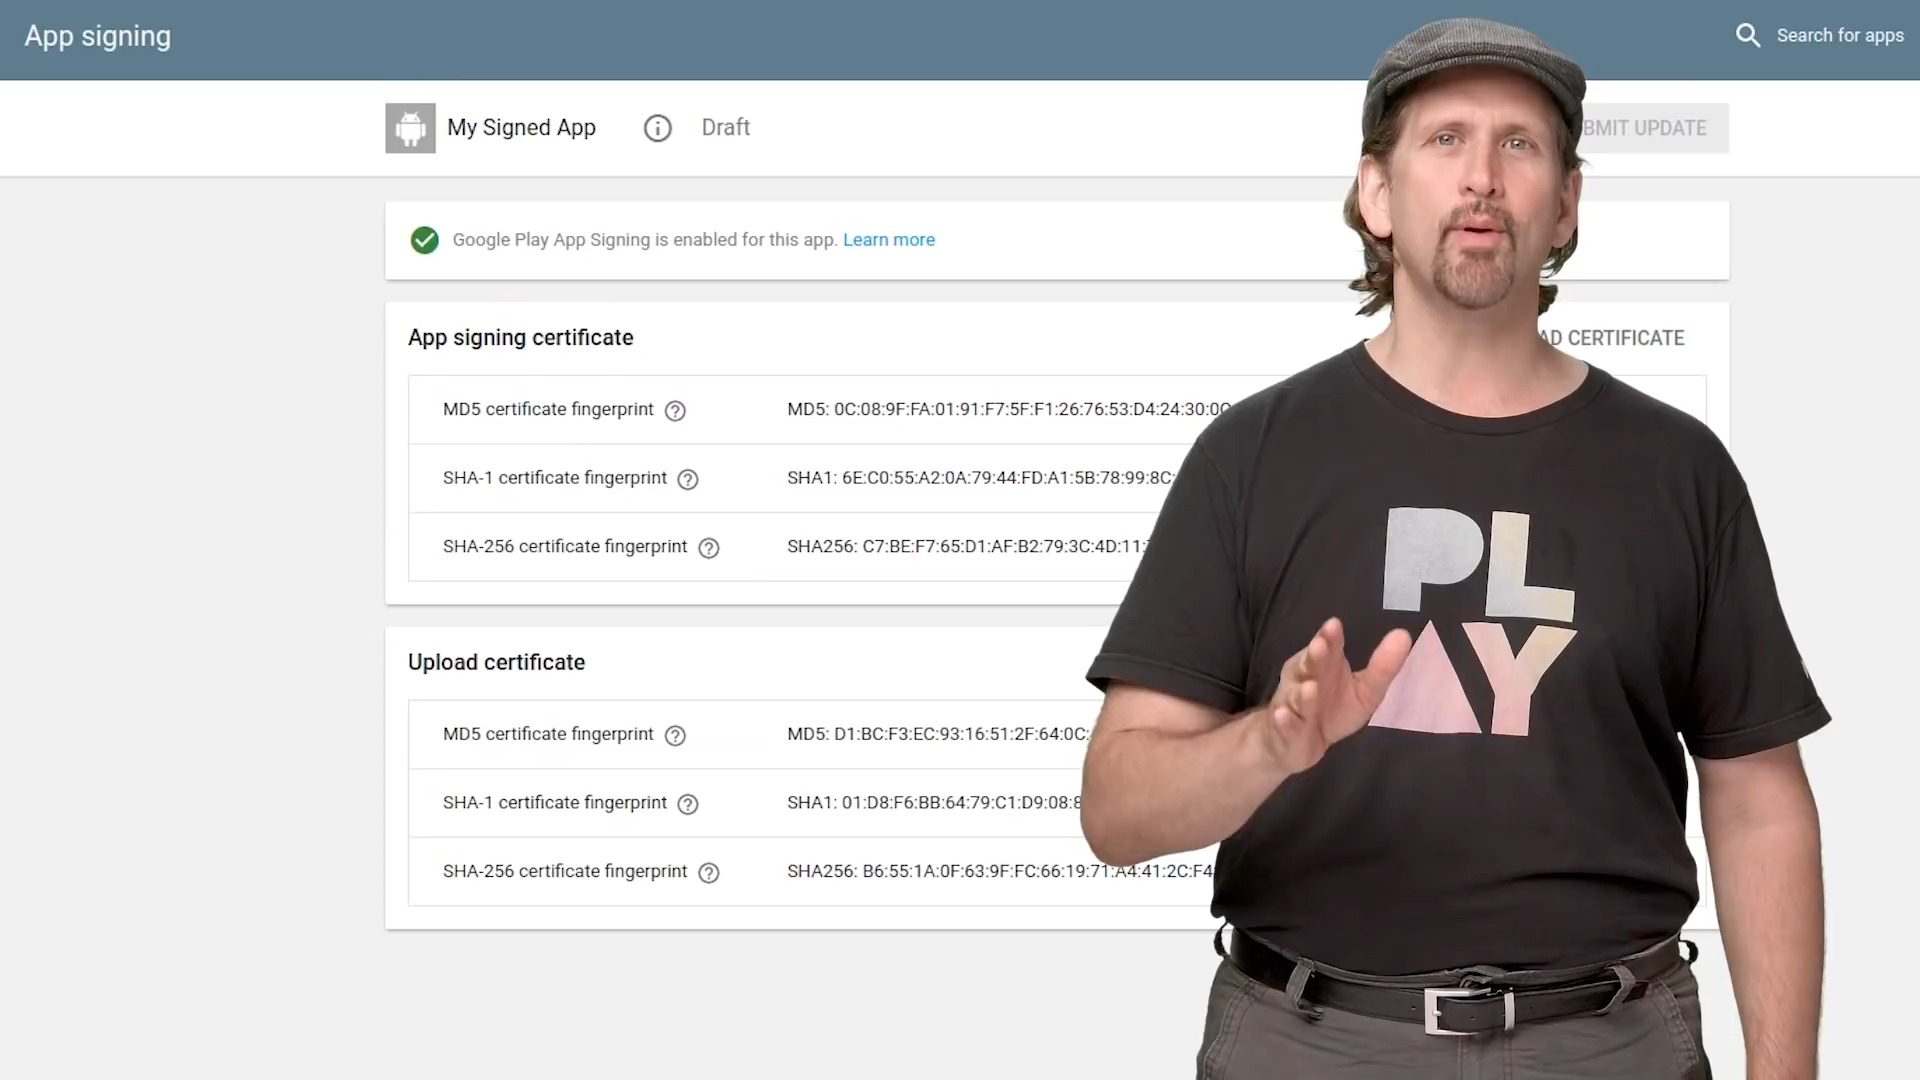 App signing
Search for apps
My Signed App
Draft
BMIT UPDATE
Google Play App Signing is enabled for this app. Learn more
App signing certificate
AD CERTIFICATE
MD5 certificate fingerprint
MD5: 0C:08:9F:FA:01:91:F7:5F:F1:26:76:53:D4:24:30:0C
SHA-1 certificate fingerprint
SHA1: 6E:C0:55:A2:0A:79:44:FD:A1:5B:78:99:8C:
SHA-256 certificate fingerprint
SHA256: C7:BE:F7:65:D1:AF:B2:79:3C:4D:11:
Upload certificate
MD5 certificate fingerprint
MD5: D1:BC:F3:EC:93:16:51:2F:64:0C:
SHA-1 certificate fingerprint
SHA1: 01:D8:F6:BB:64:79:C1:D9:08:8
SHA-256 certificate fingerprint
SHA256: B6:55:1A:0F:63:9F:FC:66:19:71:A4:41:2C:F4
PL
AY